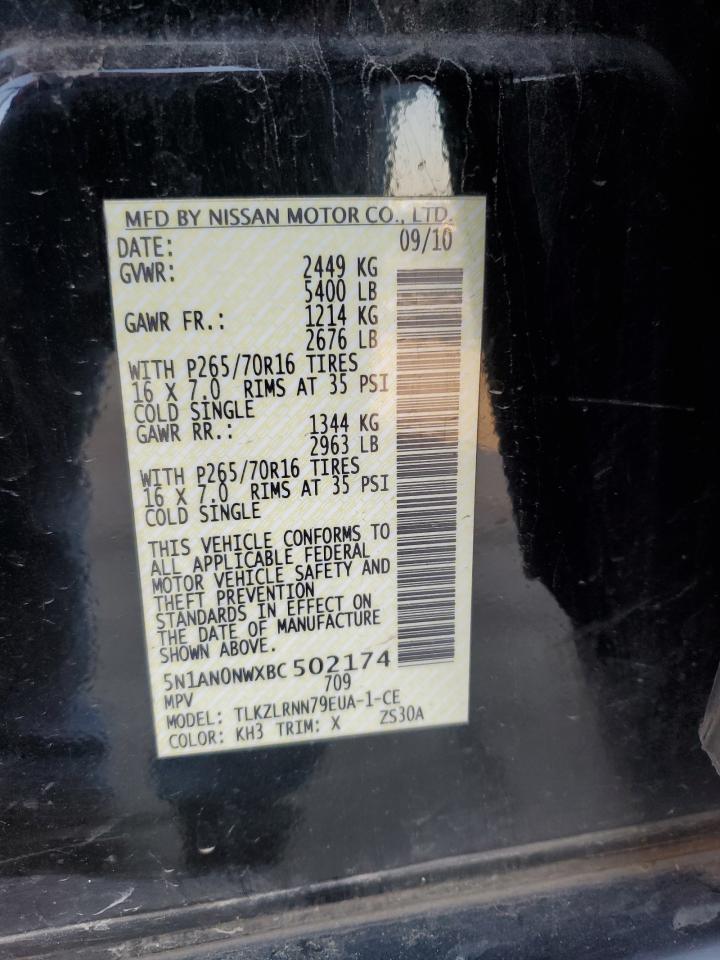 MFD BY NISSAN MOTOR CO., LTD.
DATE: 09/10
GVWR: 2449 KG
5400 LB
GAWR FR.: 1214 KG
2676 LB
WITH P265/70R16 TIRES
16 X 7.0 RIMS AT 35 PSI
COLD SINGLE
GAWR RR.: 1344 KG
2963 LB
WITH P265/70R16 TIRES
16 X 7.0 RIMS AT 35 PSI
COLD SINGLE
THIS VEHICLE CONFORMS TO
ALL APPLICABLE FEDERAL
MOTOR VEHICLE SAFETY AND
THEFT PREVENTION
STANDARDS IN EFFECT ON
THE DATE OF MANUFACTURE
SHOWN ABOVE.
5N1AN0NWXBC 502174
MPV 709
MODEL: TLKZLRNN79EUA-1-CE
COLOR: KH3 TRIM: X ZS30A